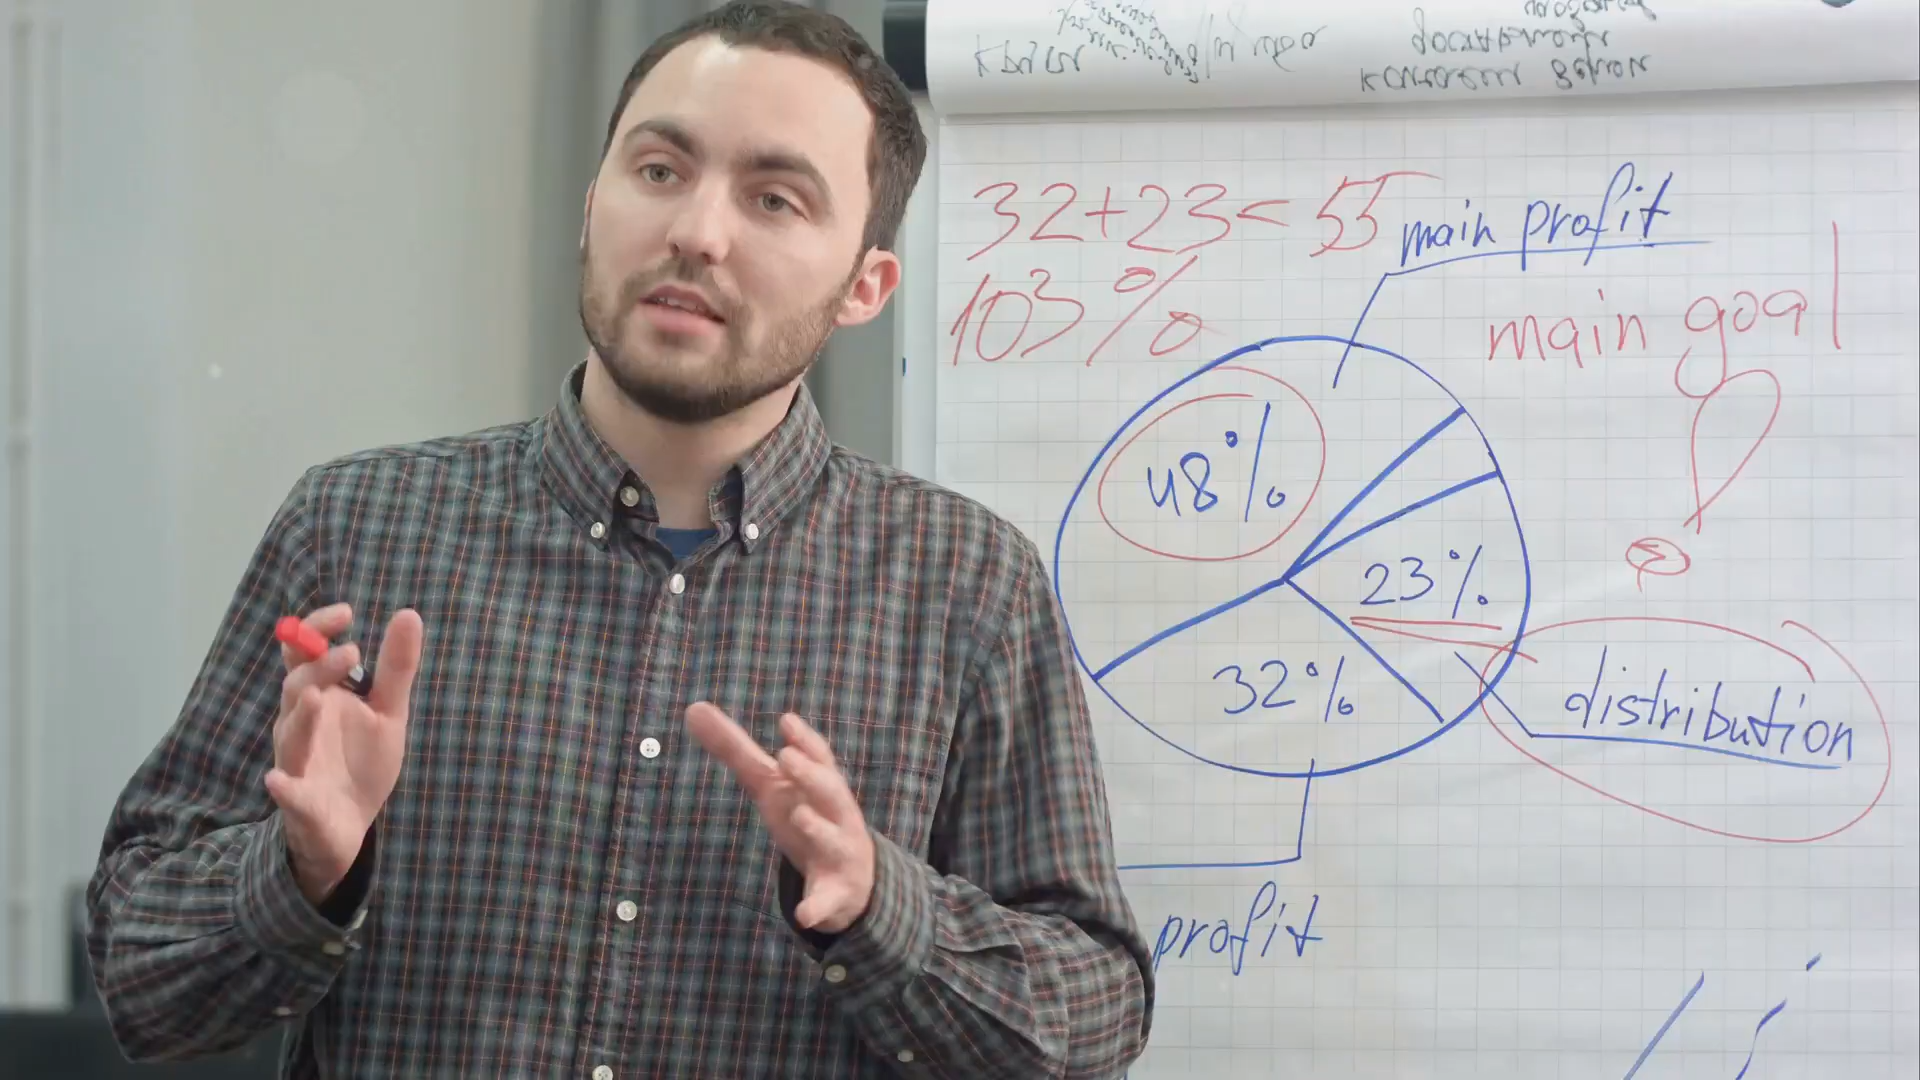 32+23< 55
main profit
103%
main goal
48%
23%
32%
distribution
profit